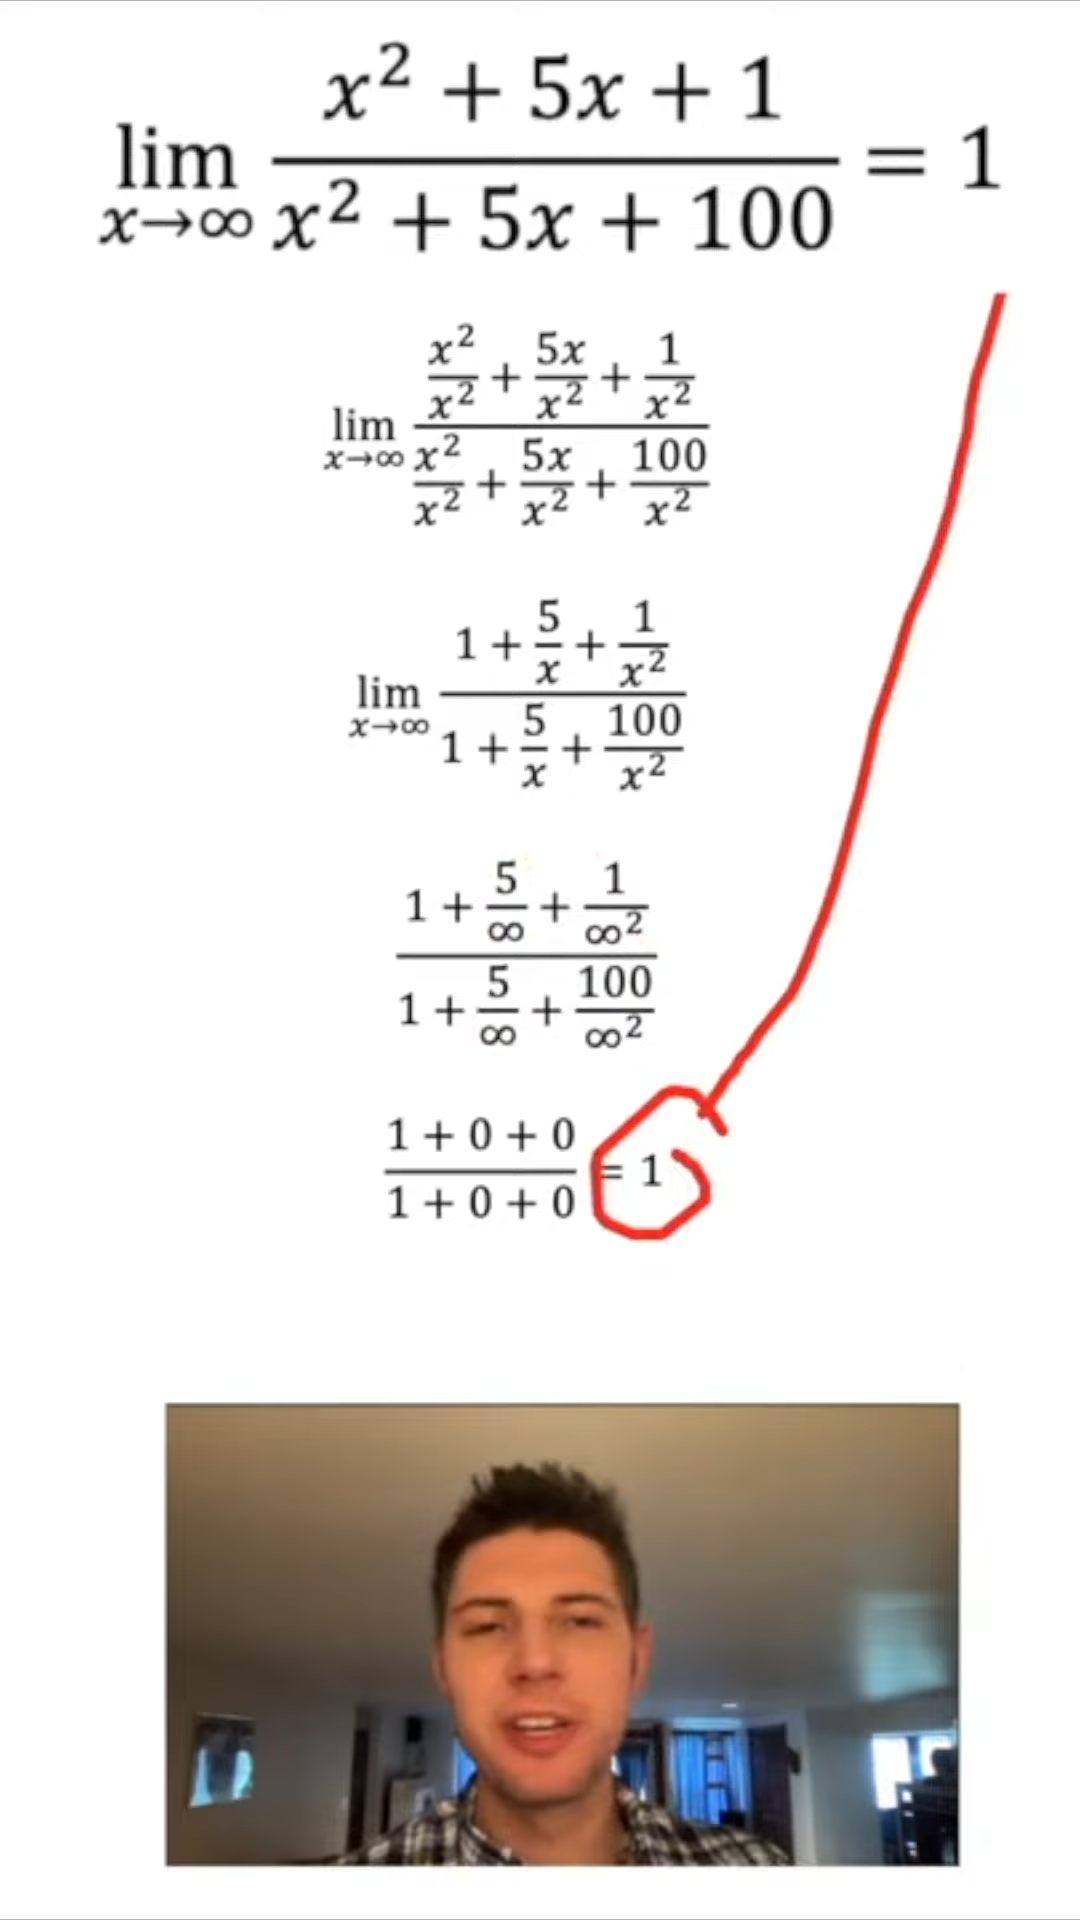 lim x→∞ (x² + 5x + 1)/(x² + 5x + 100) = 1
lim x→∞ (x²/x² + 5x/x² + 1/x²)/(x²/x² + 5x/x² + 100/x²)
lim x→∞ (1 + 5/x + 1/x²)/(1 + 5/x + 100/x²)
(1 + 5/∞ + 1/∞²)/(1 + 5/∞ + 100/∞²)
(1 + 0 + 0)/(1 + 0 + 0) = 1